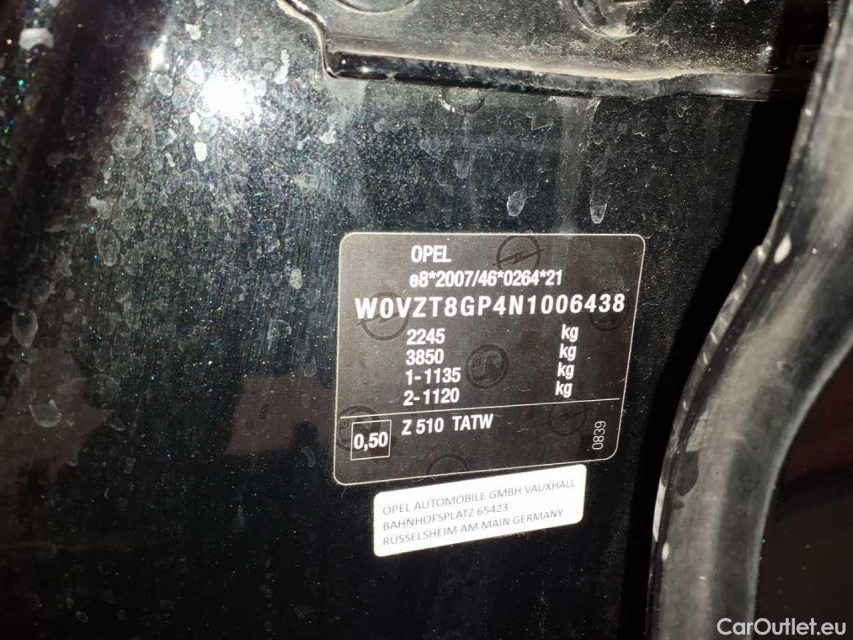 OPEL
e8*2007/46*0264*21
W0VZT8GP4N1006438
2245 kg
3850 kg
1-1135 kg
2-1120 kg
0,50 Z 510 TATW
0839
OPEL AUTOMOBILE GMBH VAUXHALL
BAHNHOFSPLATZ 65423
RUSSELSHEIM AM MAIN GERMANY
CarOutlet.eu